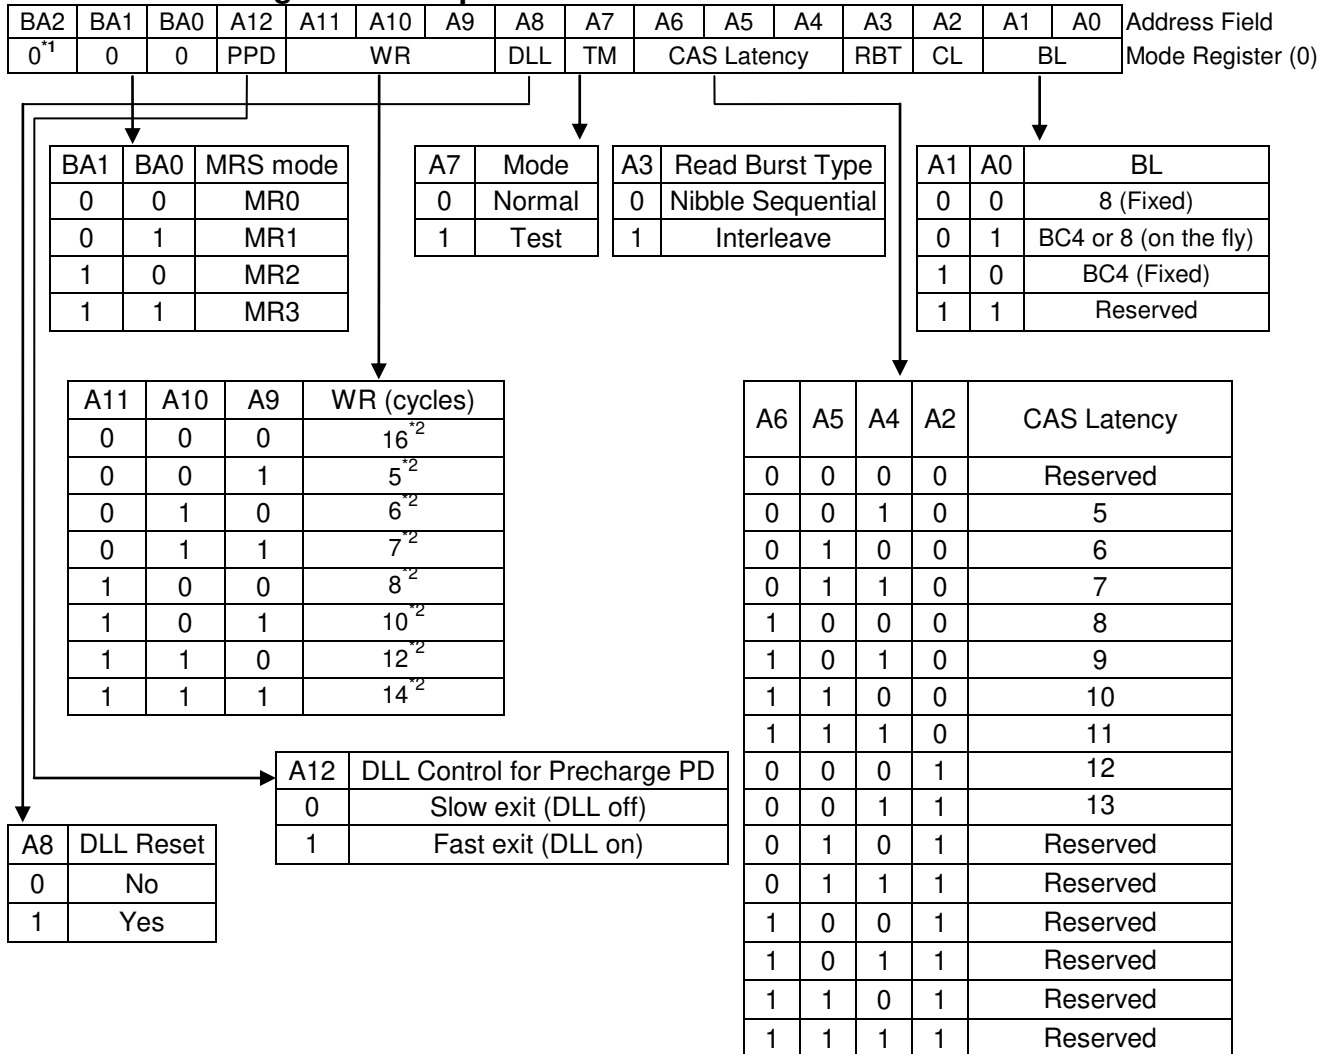 BA2 BA1 BA0 A12 A11 A10 A9 A8 A7 A6 A5 A4 A3 A2 A1 A0 Address Field
0*1 0 0 PPD WR DLL TM CAS Latency RBT CL BL Mode Register (0)
BA1 BA0 MRS mode
0 0 MR0
0 1 MR1
1 0 MR2
1 1 MR3
A7 Mode
0 Normal
1 Test
A3 Read Burst Type
0 Nibble Sequential
1 Interleave
A1 A0 BL
0 0 8 (Fixed)
0 1 BC4 or 8 (on the fly)
1 0 BC4 (Fixed)
1 1 Reserved
A11 A10 A9 WR (cycles)
0 0 0 16*2
0 0 1 5*2
0 1 0 6*2
0 1 1 7*2
1 0 0 8*2
1 0 1 10*2
1 1 0 12*2
1 1 1 14*2
A6 A5 A4 A2 CAS Latency
0 0 0 0 Reserved
0 0 1 0 5
0 1 0 0 6
0 1 1 0 7
1 0 0 0 8
1 0 1 0 9
1 1 0 0 10
1 1 1 0 11
0 0 0 1 12
0 0 1 1 13
0 1 0 1 Reserved
0 1 1 1 Reserved
1 0 0 1 Reserved
1 0 1 1 Reserved
1 1 0 1 Reserved
1 1 1 1 Reserved
A12 DLL Control for Precharge PD
0 Slow exit (DLL off)
1 Fast exit (DLL on)
A8 DLL Reset
0 No
1 Yes